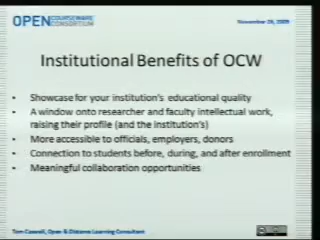 OPEN COURSEWARE CONSORTIUM
November 24, 2009
Institutional Benefits of OCW
• Showcase for your institution's educational quality
• A window onto researcher and faculty intellectual work,
raising their profile (and the institution's)
• More accessible to officials, employers, donors
• Connection to students before, during, and after enrollment
• Meaningful collaboration opportunities
Tom Caswell, Open & Distance Learning Consultant